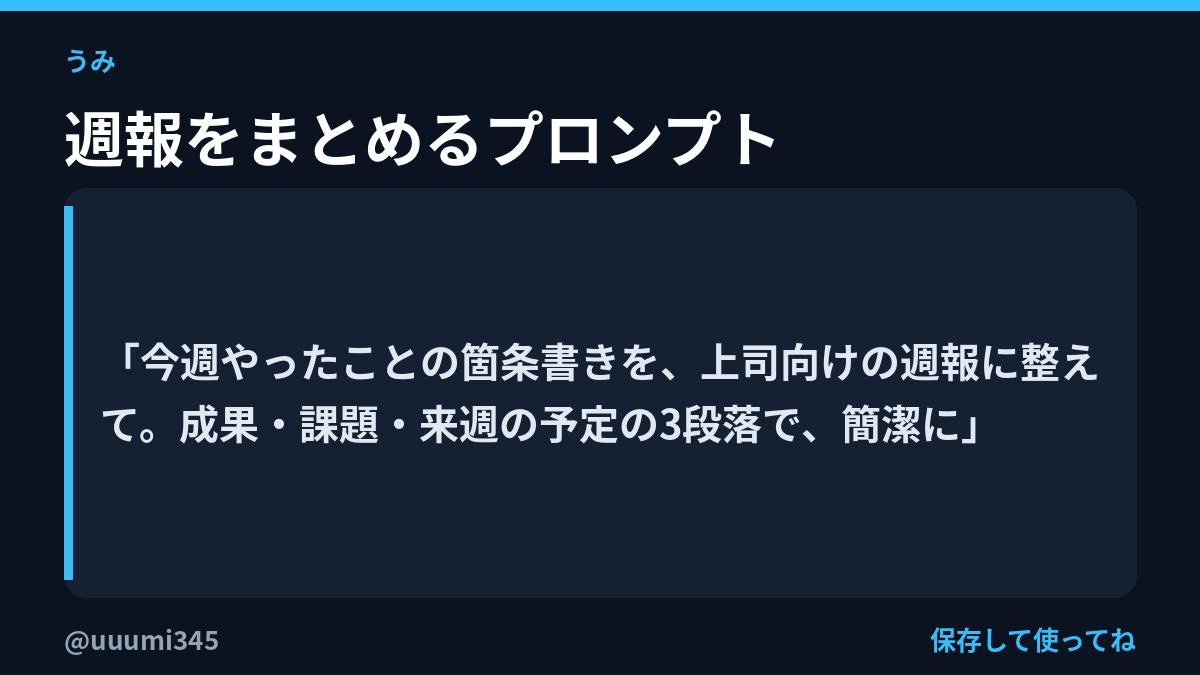 うみ
週報をまとめるプロンプト
「今週やったことの箇条書きを、上司向けの週報に整え
て。成果・課題・来週の予定の3段落で、簡潔に」
@uuumi345
保存して使ってね